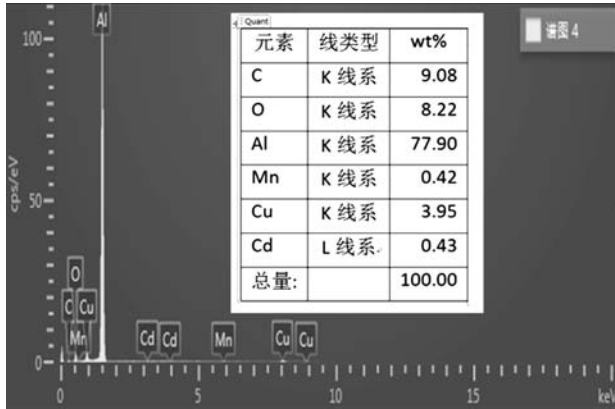 Quant
谱图 4
元素 线类型 wt%
C K 线系 9.08
O K 线系 8.22
Al K 线系 77.90
Mn K 线系 0.42
Cu K 线系 3.95
Cd L 线系 0.43
总量: 100.00
cps/eV
100
50
0
Al
O
C Cu
Mn Cd Cd Mn Cu Cu
0 5 10 15 keV